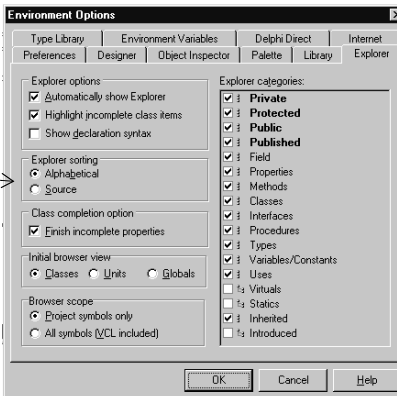 Environment Options
Type Library Environment Variables Delphi Direct Internet
Preferences Designer Object Inspector Palette Library Explorer
Explorer options
Automatically show Explorer
Highlight incomplete class items
Show declaration syntax
Explorer sorting
Alphabetical
Source
Class completion option
Finish incomplete properties
Initial browser view
Classes Units Globals
Browser scope
Project symbols only
All symbols (VCL included)
Explorer categories:
Private
Protected
Public
Published
Field
Properties
Methods
Classes
Interfaces
Procedures
Types
Variables/Constants
Uses
Virtuals
Statics
Inherited
Introduced
OK Cancel Help